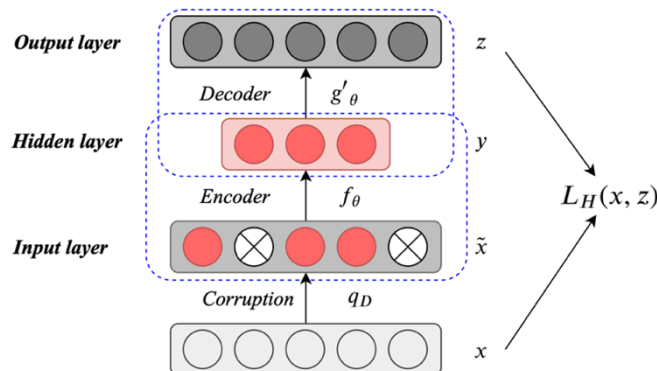 Output layer z
Decoder g′θ
Hidden layer y
Encoder fθ
L_H(x, z)
Input layer x̃
Corruption q_D
x